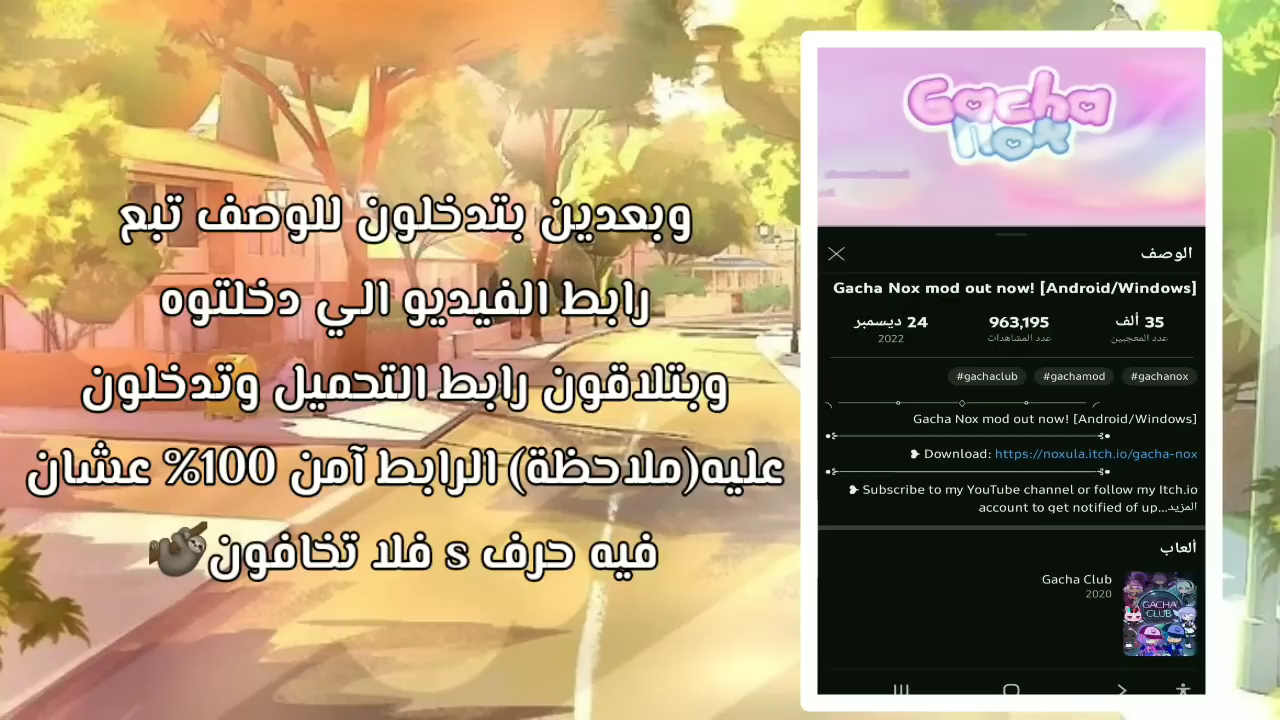 وبعدين بتدخلون للوصف تبع
رابط الفيديو الي دخلتوه
وبتلاقون رابط التحميل وتدخلون
عليه(ملاحظة) الرابط آمن 100% عشان
فيه حرف s فلا تخافون🦥
Gacha
nox
الوصف
Gacha Nox mod out now! [Android/Windows]
35 ألف
عدد المعجبين
963,195
عدد المشاهدات
24 ديسمبر
2022
#gachaclub #gachamod #gachanox
Gacha Nox mod out now! [Android/Windows]
❥ Download: https://noxula.itch.io/gacha-nox
❥ Subscribe to my YouTube channel or follow my Itch.io
account to get notified of up...المزيد
ألعاب
Gacha Club
2020
GACHA
CLUB